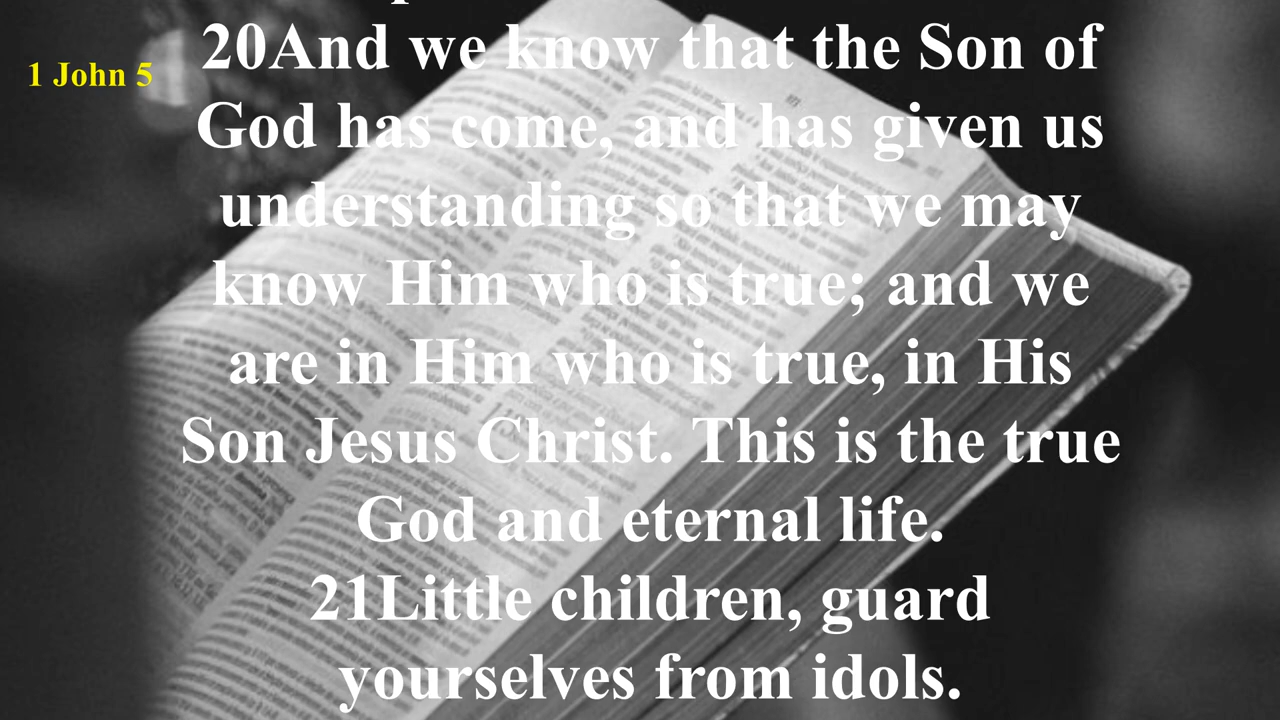 1 John 5
20And we know that the Son of
God has come, and has given us
understanding so that we may
know Him who is true; and we
are in Him who is true, in His
Son Jesus Christ. This is the true
God and eternal life.
21Little children, guard
yourselves from idols.